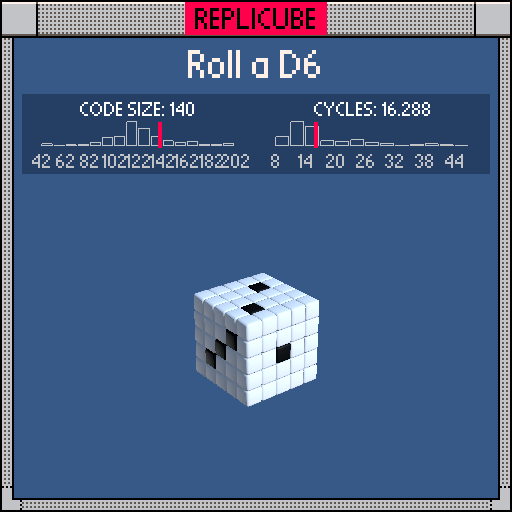 REPLICUBE
Roll a D6
CODE SIZE: 140
42 62 82 102 122 142 162 182 202
CYCLES: 16.288
8 14 20 26 32 38 44